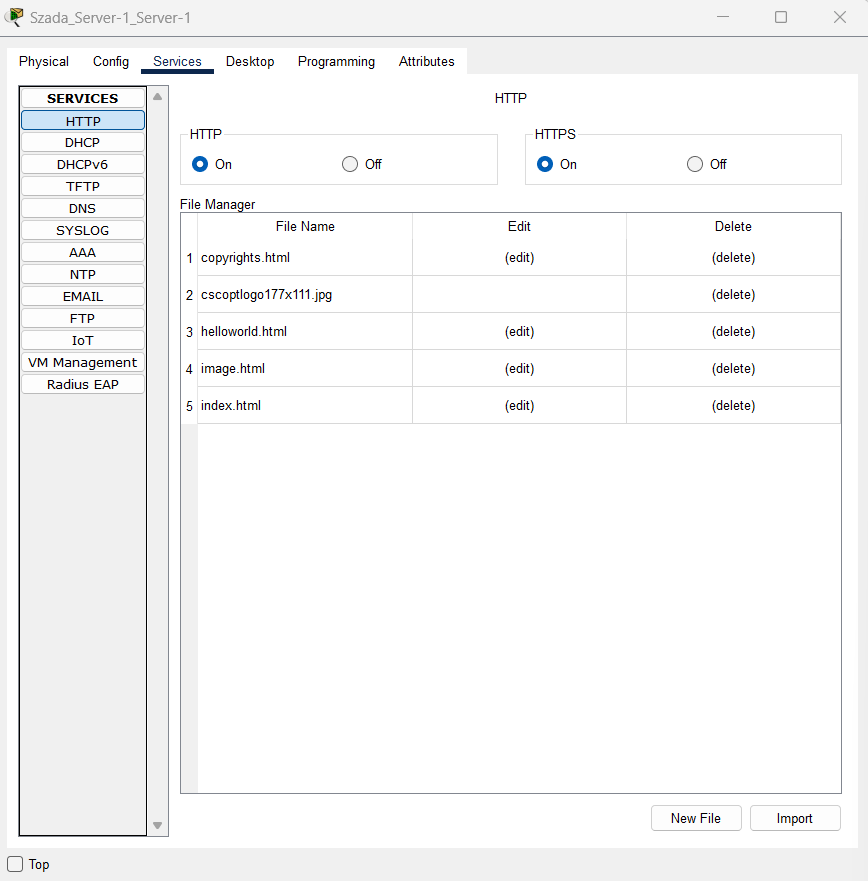 Szada_Server-1_Server-1
Physical Config Services Desktop Programming Attributes
SERVICES
HTTP
DHCP
DHCPv6
TFTP
DNS
SYSLOG
AAA
NTP
EMAIL
FTP
IoT
VM Management
Radius EAP
HTTP
HTTP
On Off
HTTPS
On Off
File Manager
File Name Edit Delete
1 copyrights.html (edit) (delete)
2 cscoptlogo177x111.jpg (delete)
3 helloworld.html (edit) (delete)
4 image.html (edit) (delete)
5 index.html (edit) (delete)
New File Import
Top